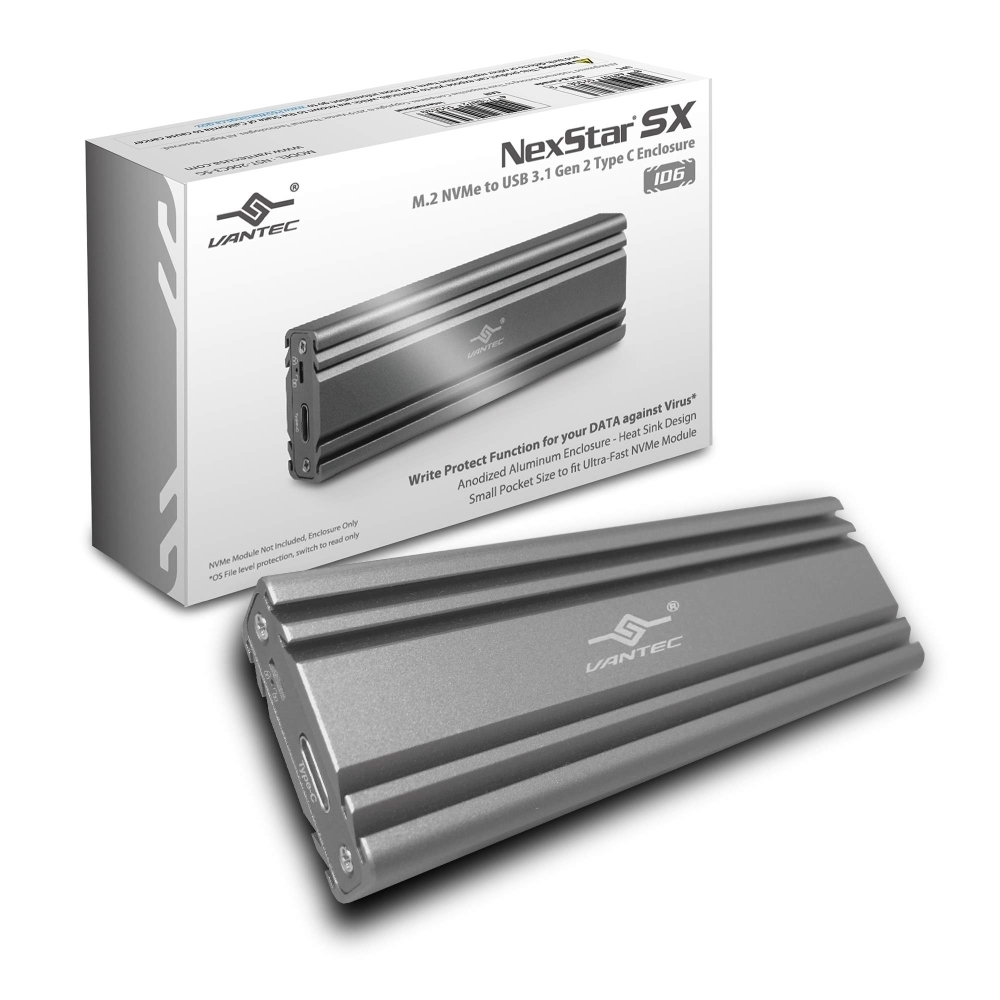 VANTEC®
NexStar® SX
M.2 NVMe to USB 3.1 Gen 2 Type C Enclosure
ID6
VANTEC®
Type-C
Write Protect Function for your DATA against Virus*
Anodized Aluminum Enclosure - Heat Sink Design
Small Pocket Size to fit Ultra-Fast NVMe Module
NVMe Module Not Included, Enclosure Only
*OS File level protection, switch to read only
MODEL: NST-206C3-SG
www.vantecusa.com
VANTEC®
Type-C